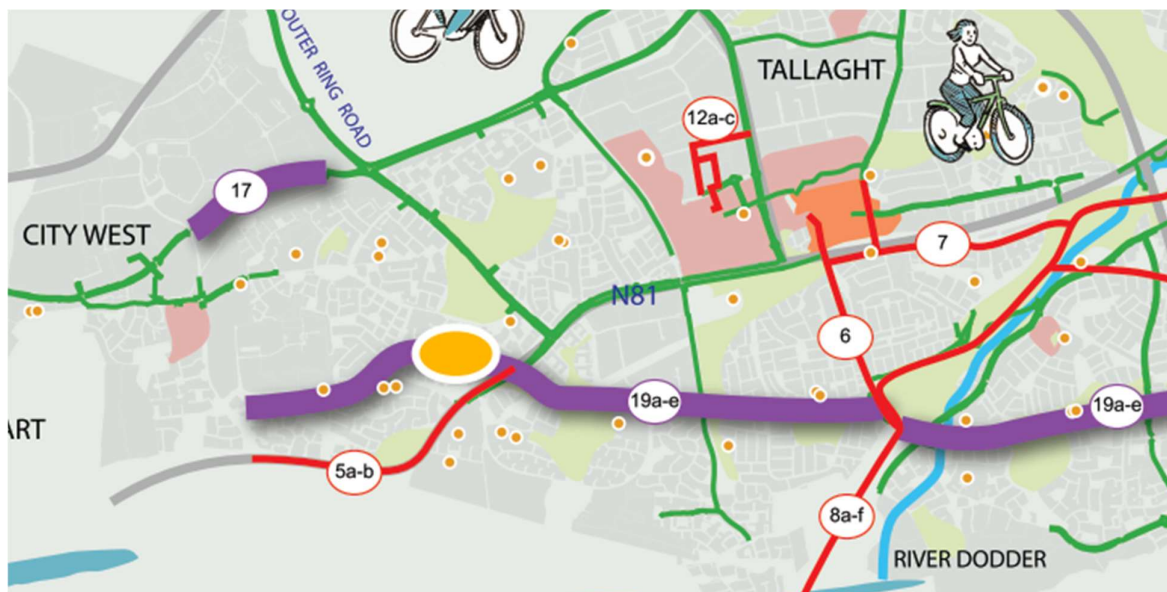 OUTER RING ROAD
TALLAGHT
12a-c
17
CITY WEST
7
N81
6
19a-e
19a-e
ART
5a-b
8a-f
RIVER DODDER